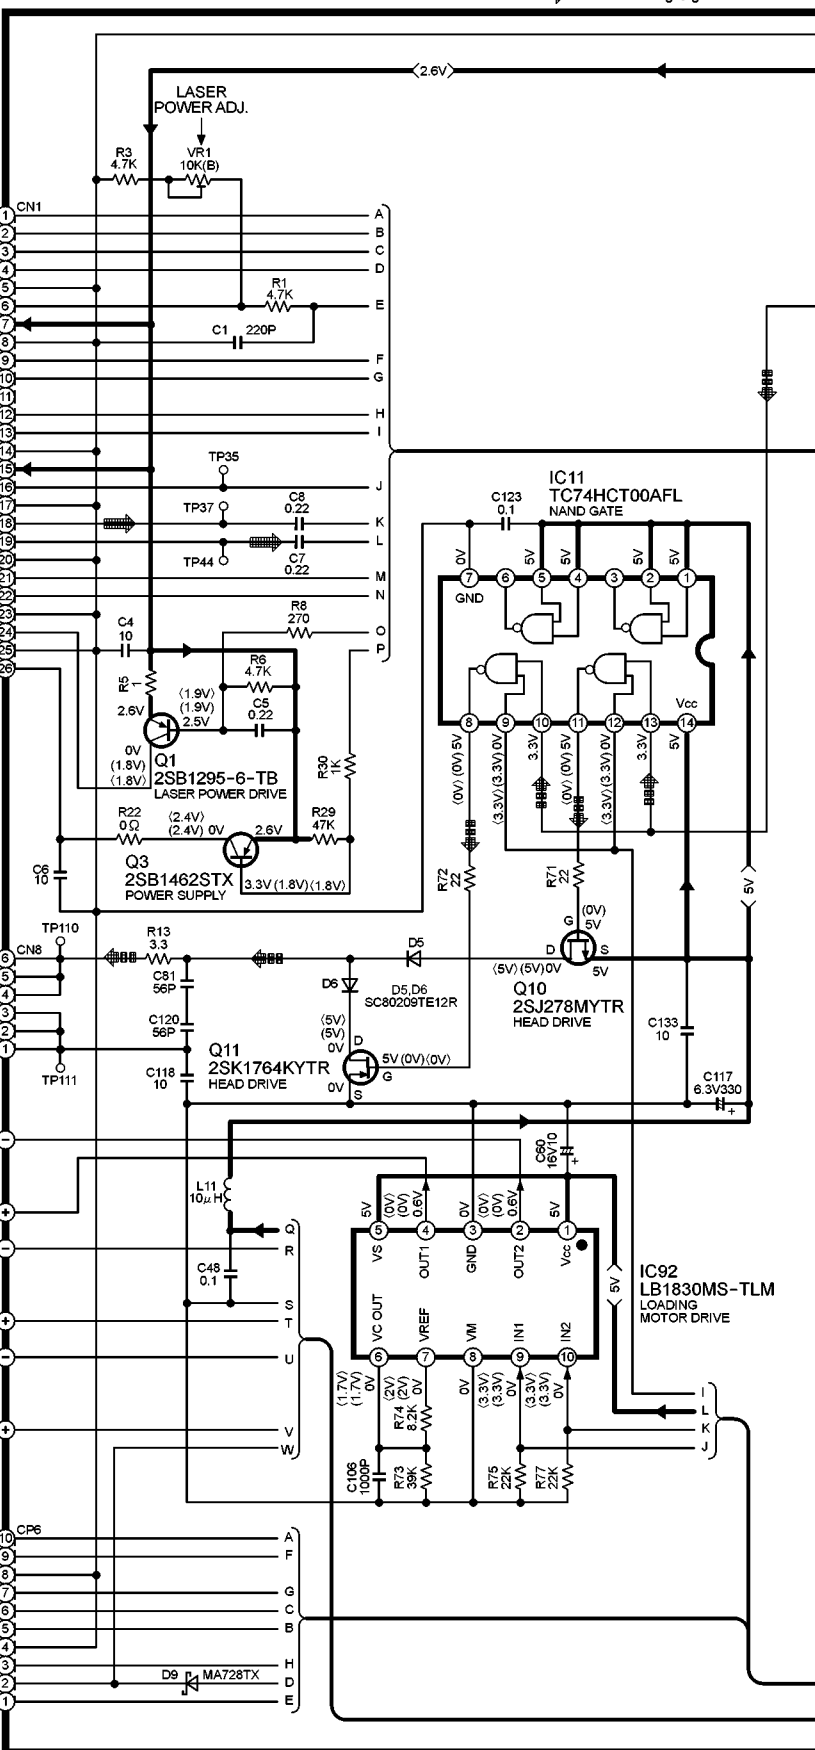 ⟨2.6V⟩
LASER
POWER ADJ.
R3
4.7K
VR1
10K(B)
CN1
1
2
3
4
5
6
7
8
9
10
11
12
13
14
15
16
17
18
19
20
21
22
23
24
25
26
A
B
C
D
E
F
G
H
I
J
K
L
M
N
O
P
R1
4.7K
C1 220P
TP35
TP37
TP44
C8
0.22
C7
0.22
R8
270
C4
10
R5
1
R6
4.7K
C5
0.22
2.6V
⟨1.9V⟩
(1.9V)
2.5V
0V
(1.8V)
⟨1.8V⟩
Q1
2SB1295-6-TB
LASER POWER DRIVE
R30
1K
R22
0Ω
⟨2.4V⟩
(2.4V) 0V
2.6V
R29
47K
Q3
2SB1462STX
POWER SUPPLY
3.3V (1.8V) ⟨1.8V⟩
C6
10
IC11
TC74HCT00AFL
NAND GATE
C123
0.1
0V
5V
5V
5V
5V
7
6
5
4
3
2
1
GND
Vcc
8
9
10
11
12
13
14
⟨0V⟩ (0V) 5V
⟨3.3V⟩ (3.3V) 0V
3.3V
⟨0V⟩ (0V) 5V
⟨3.3V⟩ (3.3V) 0V
3.3V
5V
R72
22
R71
22
⟨5V⟩
G
(0V)
5V
D
S
⟨5V⟩ (5V) 0V
5V
Q10
2SJ278MYTR
HEAD DRIVE
TP110
CN8
6
5
4
3
2
1
TP111
R13
3.3
C81
56P
C120
56P
C118
10
D5
D6
D5,D6
SC80209TE12R
⟨5V⟩
(5V)
0V
D
G
S
0V
5V (0V) ⟨0V⟩
Q11
2SK1764KYTR
HEAD DRIVE
C133
10
C117
6.3V330
+
C60
16V10
+
L11
10μH
C48
0.1
−
+
−
+
−
+
Q
R
S
T
U
V
W
5V
⟨0V⟩
(0V)
0.6V
0V
⟨0V⟩
(0V)
0.6V
5V
5
4
3
2
1
VS
OUT1
GND
OUT2
Vcc
VC OUT
VREF
VM
IN1
IN2
6
7
8
9
10
IC92
LB1830MS-TLM
LOADING
MOTOR DRIVE
⟨5V⟩
⟨1.7V⟩
(1.7V)
0V
⟨2V⟩
(2V)
0V
0V
⟨3.3V⟩
(3.3V)
0V
⟨3.3V⟩
(3.3V)
0V
R74
8.2K
C106
1000P
R73
39K
R75
22K
R77
22K
I
L
K
J
CP6
10
9
8
7
6
5
4
3
2
1
A
F
G
C
B
H
D
E
D9 MA728TX